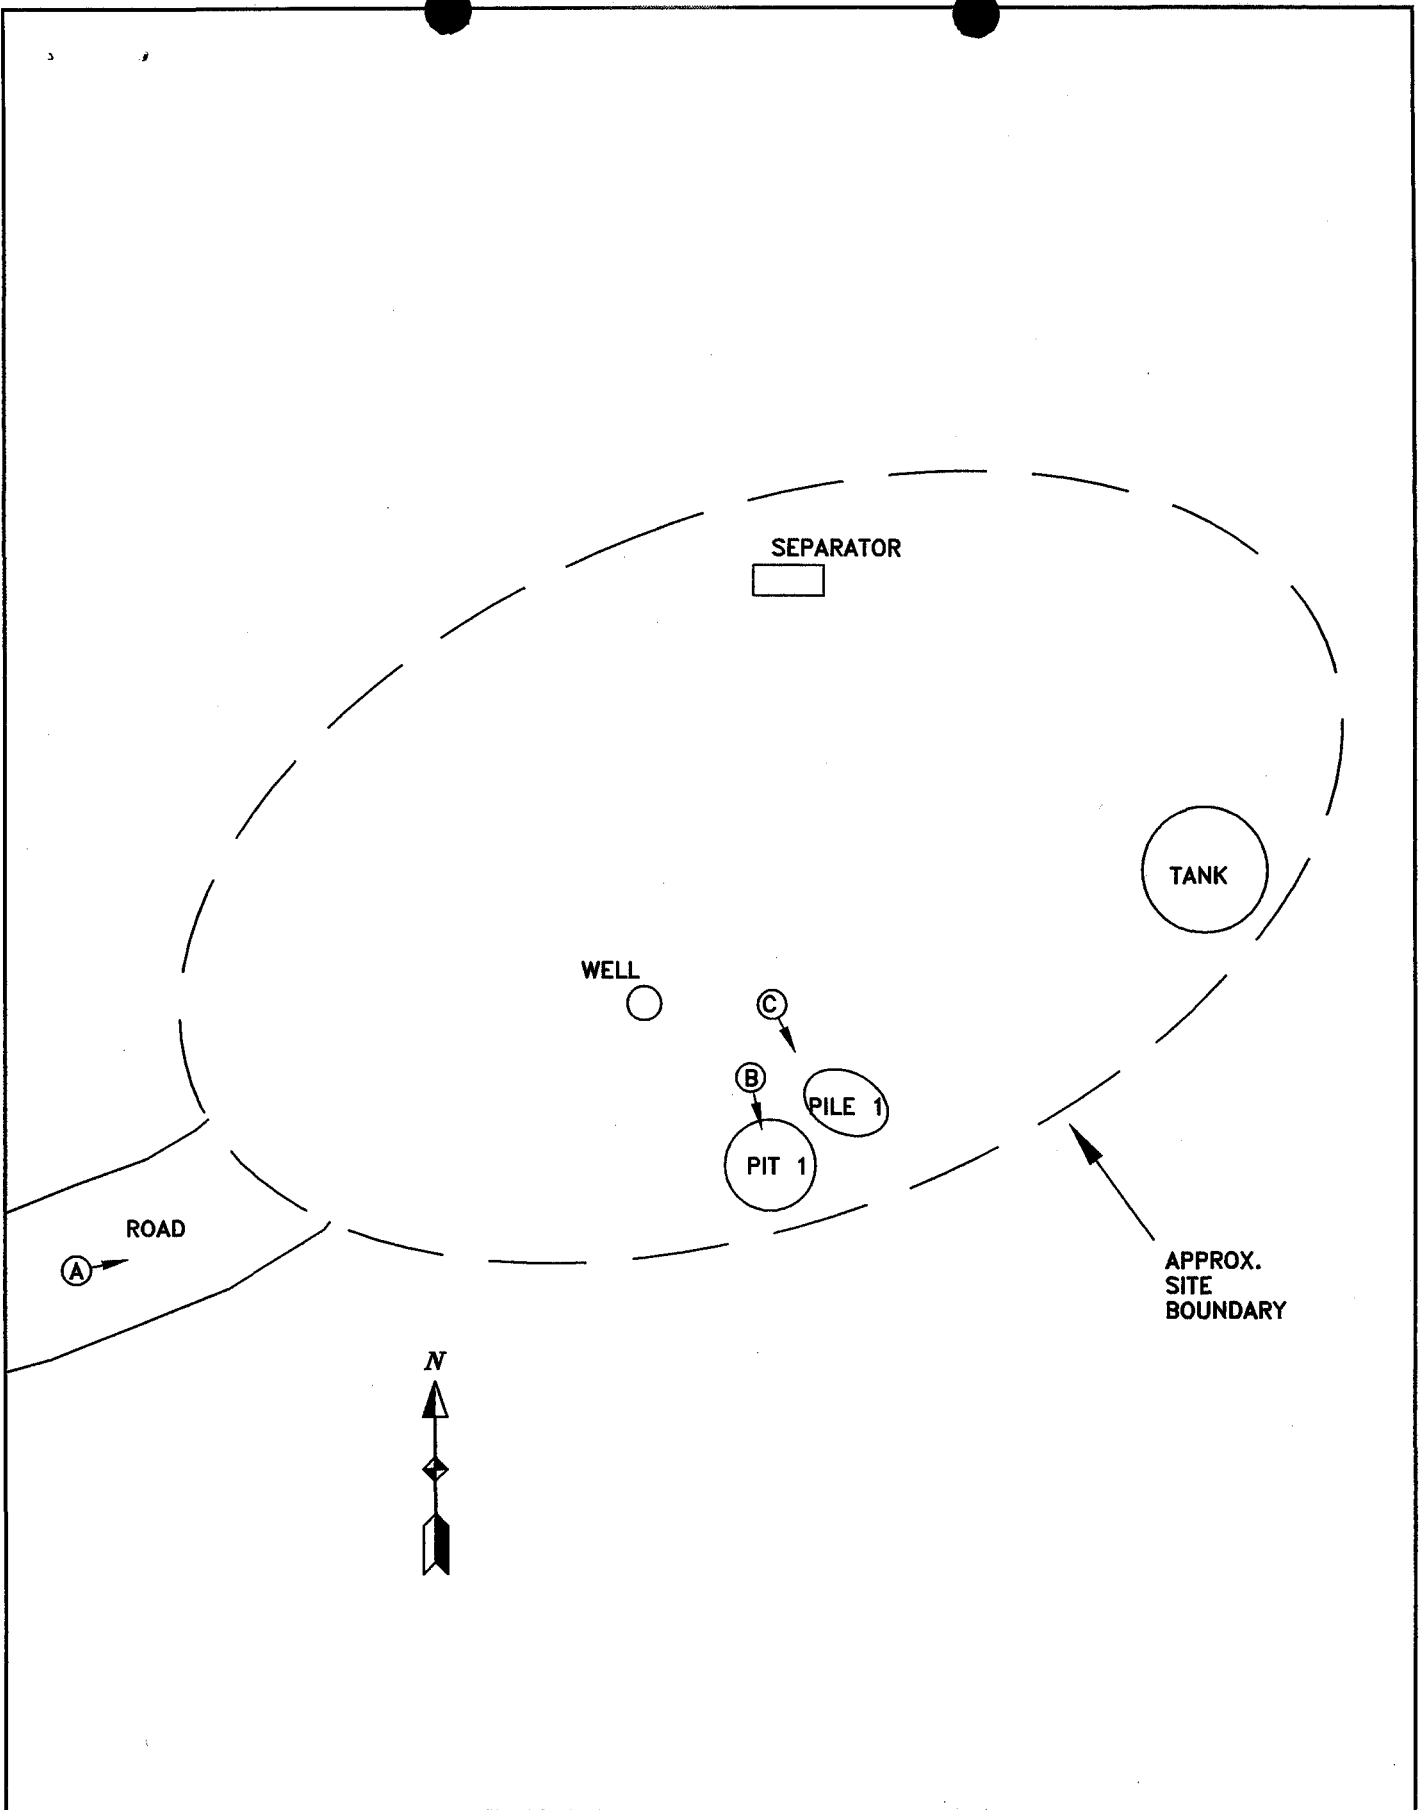 SEPARATOR
TANK
WELL
C
B
PILE 1
PIT 1
ROAD
A
APPROX.
SITE
BOUNDARY
N